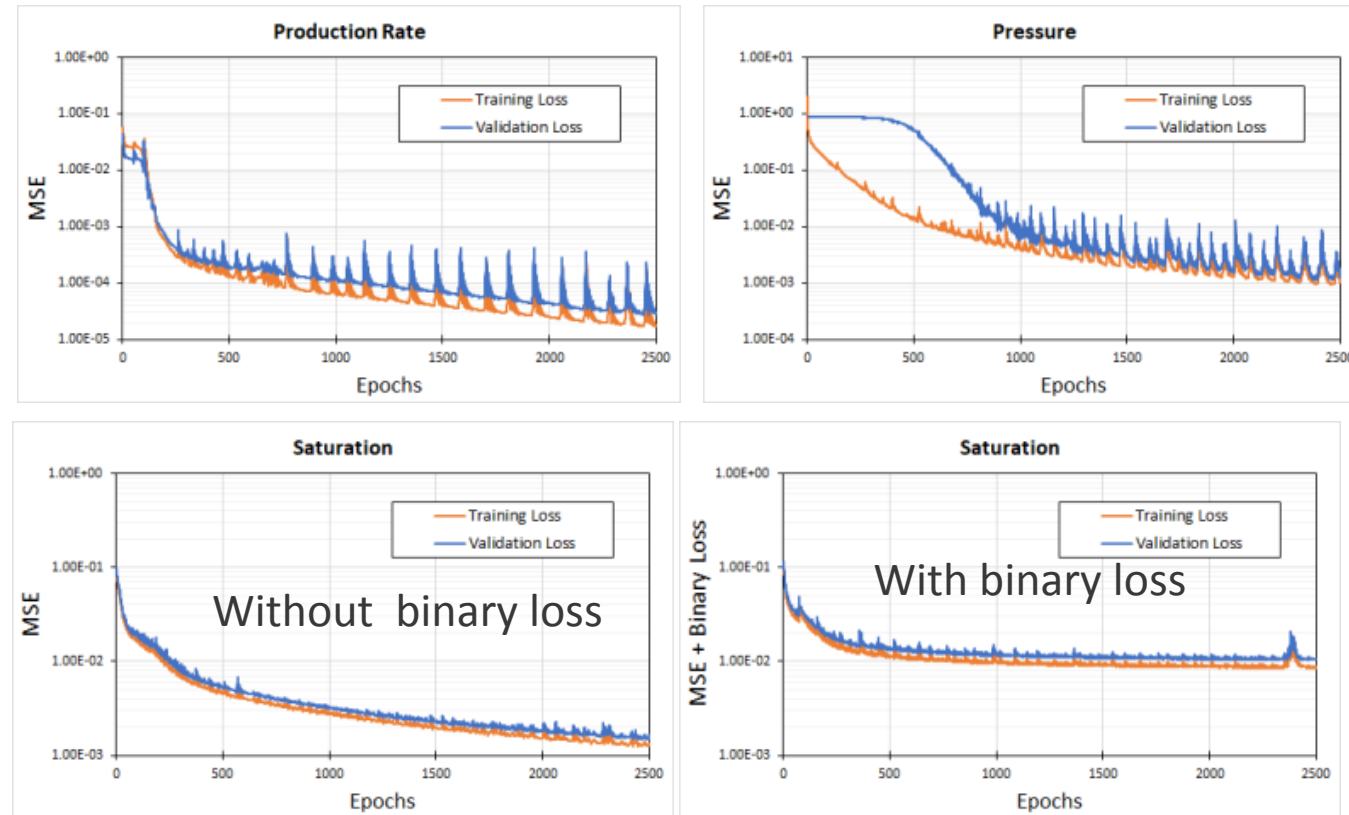 Production Rate
1.00E+00
1.00E-01
1.00E-02
1.00E-03
1.00E-04
1.00E-05
MSE
Training Loss
Validation Loss
0 500 1000 1500 2000 2500
Epochs
Pressure
1.00E+01
1.00E+00
1.00E-01
1.00E-02
1.00E-03
1.00E-04
MSE
Training Loss
Validation Loss
0 500 1000 1500 2000 2500
Epochs
Saturation
1.00E+00
1.00E-01
1.00E-02
1.00E-03
MSE
Training Loss
Validation Loss
Without binary loss
0 500 1000 1500 2000 2500
Epochs
Saturation
1.00E+00
1.00E-01
1.00E-02
1.00E-03
MSE + Binary Loss
Training Loss
Validation Loss
With binary loss
0 500 1000 1500 2000 2500
Epochs